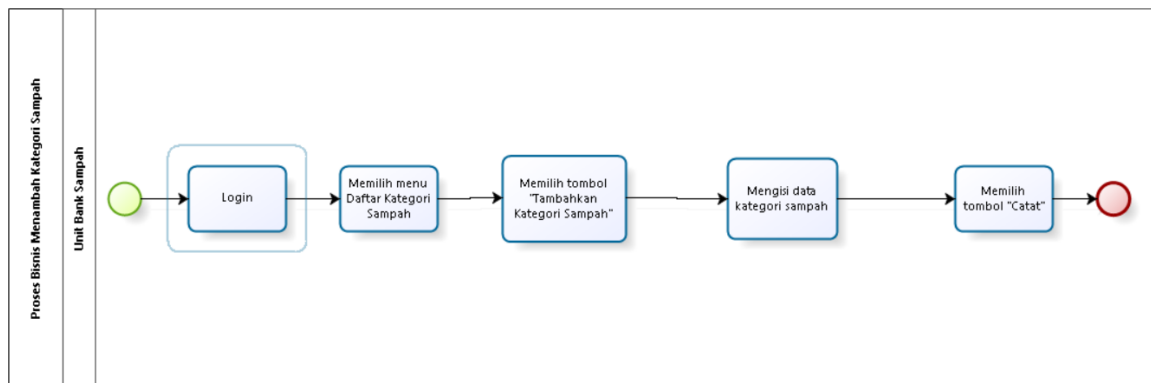 Proses Bisnis Menambah Kategori Sampah
Unit Bank Sampah
Login
Memilih menu
Daftar Kategori
Sampah
Memilih tombol
"Tambahkan
Kategori Sampah"
Mengisi data
kategori sampah
Memilih
tombol "Catat"